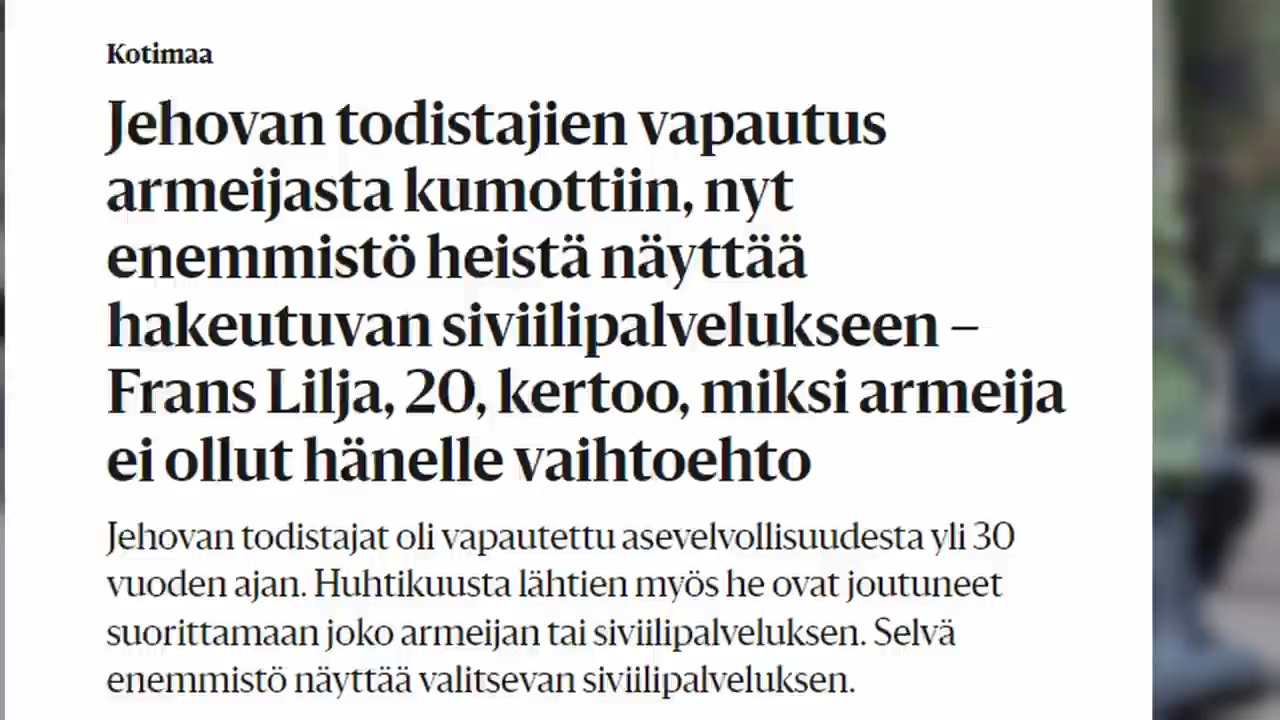 Kotimaa
Jehovan todistajien vapautus
armeijasta kumottiin, nyt
enemmistö heistä näyttää
hakeutuvan siviilipalvelukseen –
Frans Lilja, 20, kertoo, miksi armeija
ei ollut hänelle vaihtoehto
Jehovan todistajat oli vapautettu asevelvollisuudesta yli 30
vuoden ajan. Huhtikuusta lähtien myös he ovat joutuneet
suorittamaan joko armeijan tai siviilipalveluksen. Selvä
enemmistö näyttää valitsevan siviilipalveluksen.